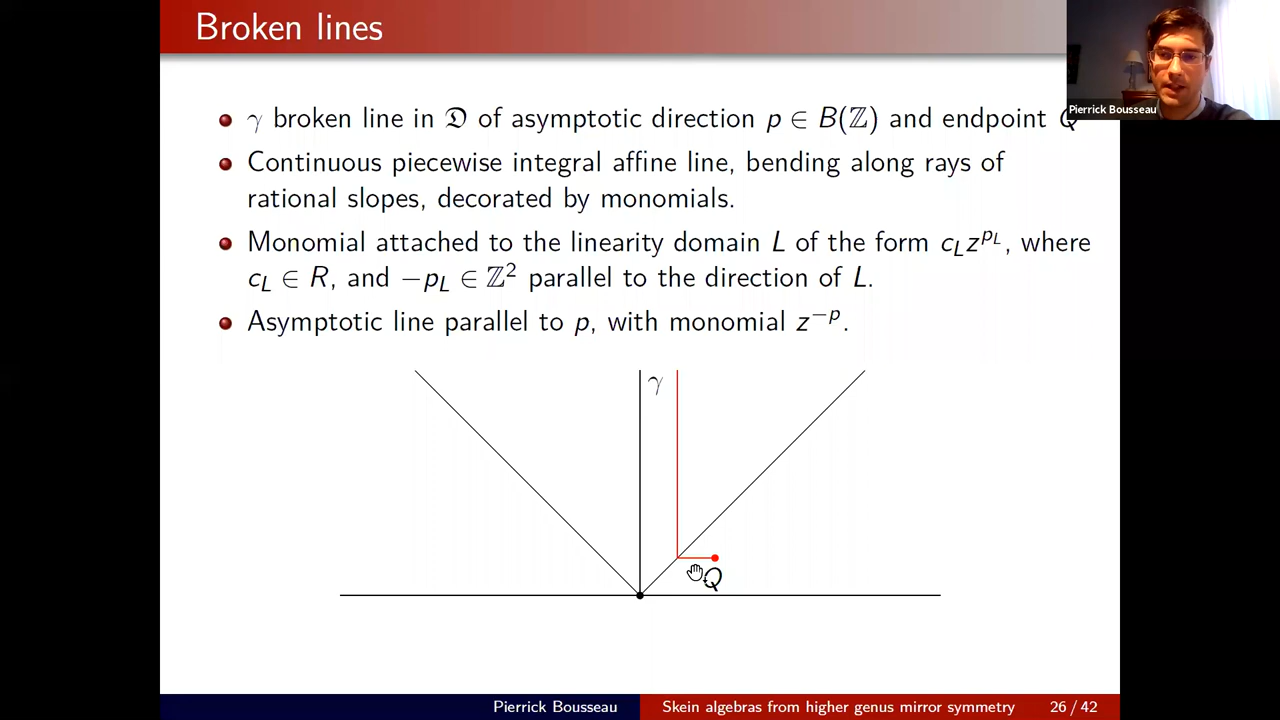 Broken lines
Pierrick Bousseau
γ broken line in 𝔇 of asymptotic direction p ∈ B(ℤ) and endpoint Q
Continuous piecewise integral affine line, bending along rays of
rational slopes, decorated by monomials.
Monomial attached to the linearity domain L of the form c_L z^{p_L}, where
c_L ∈ R, and −p_L ∈ ℤ² parallel to the direction of L.
Asymptotic line parallel to p, with monomial z^{−p}.
γ
Q
Pierrick Bousseau
Skein algebras from higher genus mirror symmetry
26 / 42